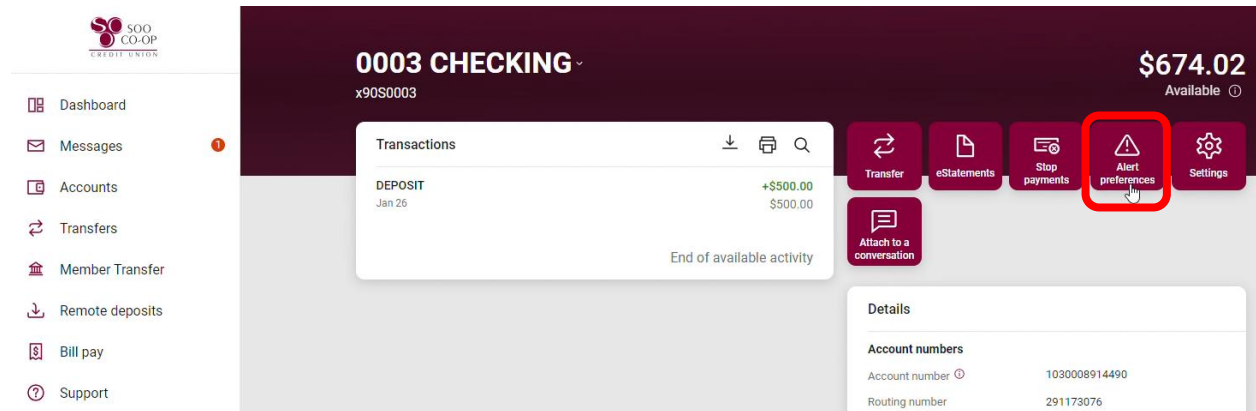 SOO
CO-OP
CREDIT UNION
Dashboard
Messages 1
Accounts
Transfers
Member Transfer
Remote deposits
Bill pay
Support
0003 CHECKING
x90S0003
$674.02
Available
Transactions
DEPOSIT +$500.00
Jan 26 $500.00
End of available activity
Transfer
eStatements
Stop
payments
Alert
preferences
Settings
Attach to a
conversation
Details
Account numbers
Account number 1030008914490
Routing number 291173076